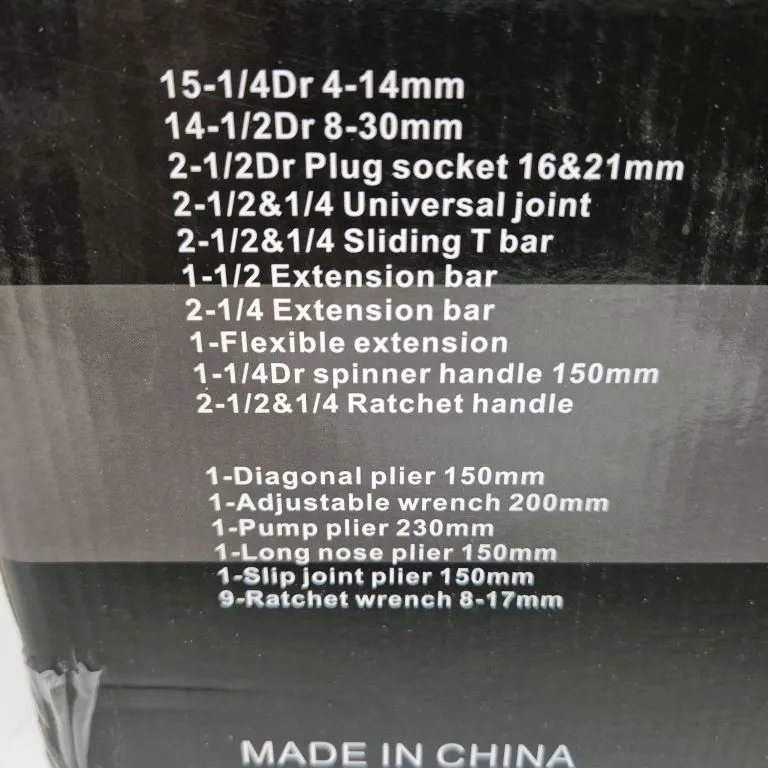 15-1/4Dr 4-14mm
14-1/2Dr 8-30mm
2-1/2Dr Plug socket 16&21mm
2-1/2&1/4 Universal joint
2-1/2&1/4 Sliding T bar
1-1/2 Extension bar
2-1/4 Extension bar
1-Flexible extension
1-1/4Dr spinner handle 150mm
2-1/2&1/4 Ratchet handle
1-Diagonal plier 150mm
1-Adjustable wrench 200mm
1-Pump plier 230mm
1-Long nose plier 150mm
1-Slip joint plier 150mm
9-Ratchet wrench 8-17mm
MADE IN CHINA